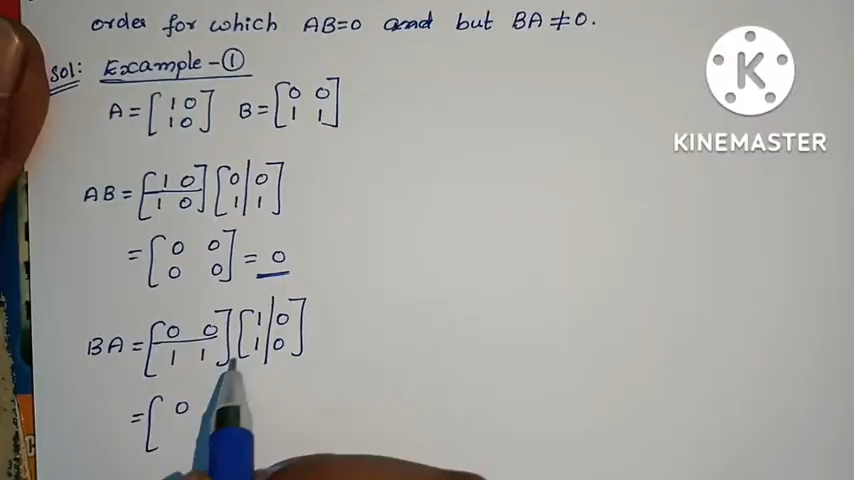 order for which AB=0 and but BA≠0.
Sol: Example-①
A = [1 0 B = [0 0
1 0] 1 1]
AB = [1 0 [0 0
1 0] 1 1]
= [0 0 = 0
0 0]
BA = [0 0 [1 0
1 1] 1 0]
= [ 0
K
KINEMASTER